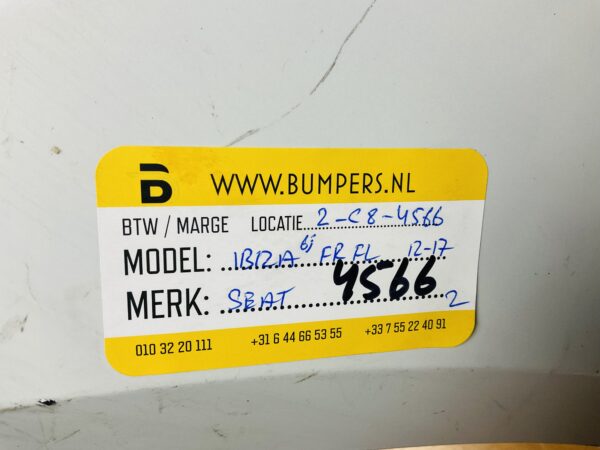 B WWW.BUMPERS.NL
BTW / MARGE LOCATIE 2-C8-4566
MODEL: IBIZA 6j FR FL 12-17
MERK: SEAT 4566 2
010 32 20 111 +31 6 44 66 53 55 +33 7 55 22 40 91